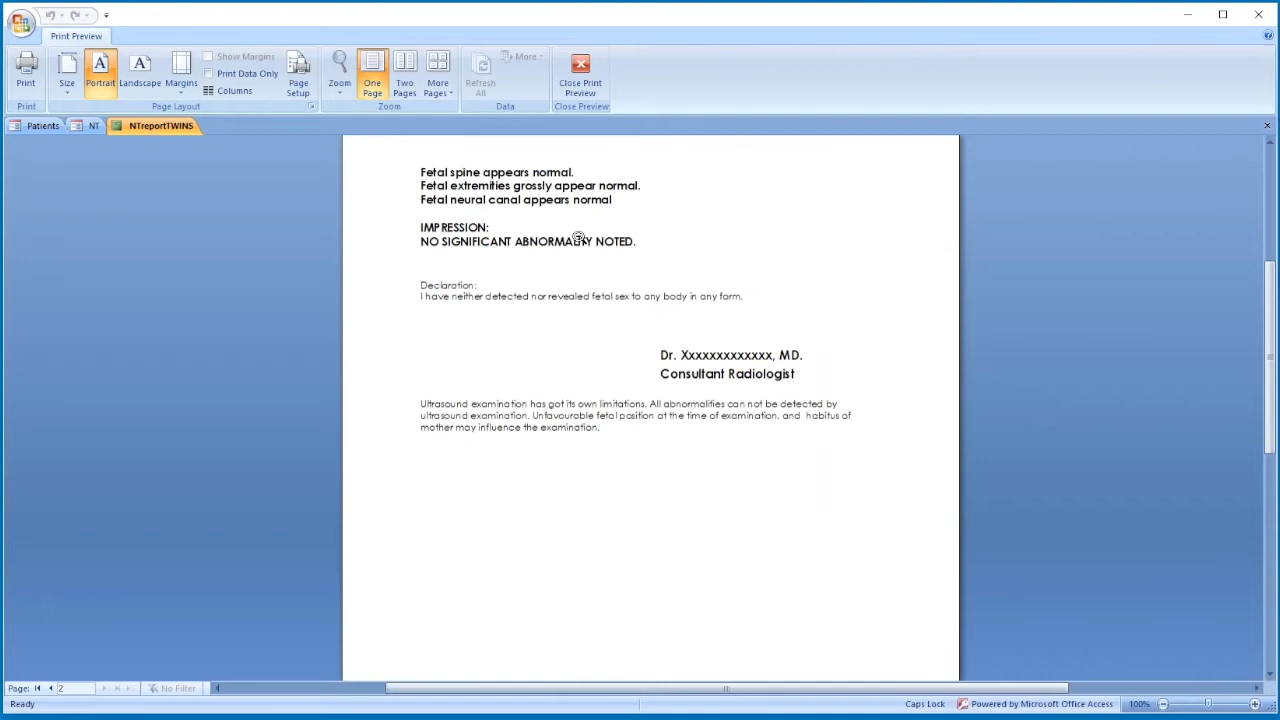 Print Preview
Print
Size
Portrait
Landscape
Margins
Show Margins
Print Data Only
Columns
Page Setup
Zoom
One Page
Two Pages
More Pages
Refresh All
More
Close Print Preview
Print
Page Layout
Zoom
Data
Close Preview
Patients
NT
NTreportTWINS
Fetal spine appears normal.
Fetal extremities grossly appear normal.
Fetal neural canal appears normal
IMPRESSION:
NO SIGNIFICANT ABNORMALITY NOTED.
Declaration:
I have neither detected nor revealed fetal sex to any body in any form.
Dr. Xxxxxxxxxxxxx, MD.
Consultant Radiologist
Ultrasound examination has got its own limitations. All abnormalities can not be detected by
ultrasound examination. Unfavourable fetal position at the time of examination, and habitus of
mother may influence the examination.
Page: 2 No Filter
Ready
Caps Lock
Powered by Microsoft Office Access
100%